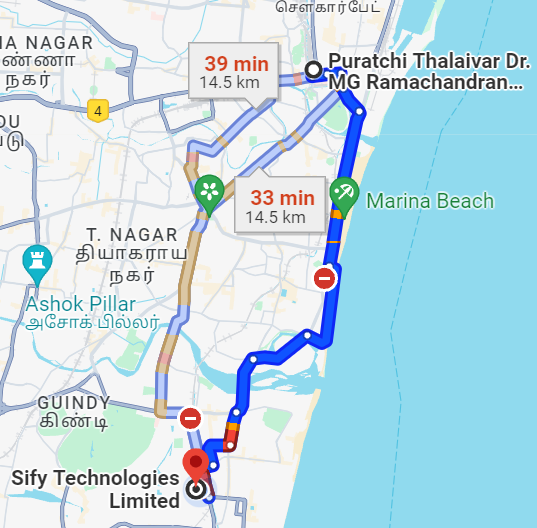 சௌகார்பேட்
NA NAGAR
ண்ணா
நகர்
39 min
14.5 km
Puratchi Thalaivar Dr.
MG Ramachandran...
4
33 min
14.5 km
Marina Beach
T. NAGAR
தியாகராய
நகர்
Ashok Pillar
அசோக் பில்லர்
GUINDY
கிண்டி
Sify Technologies
Limited